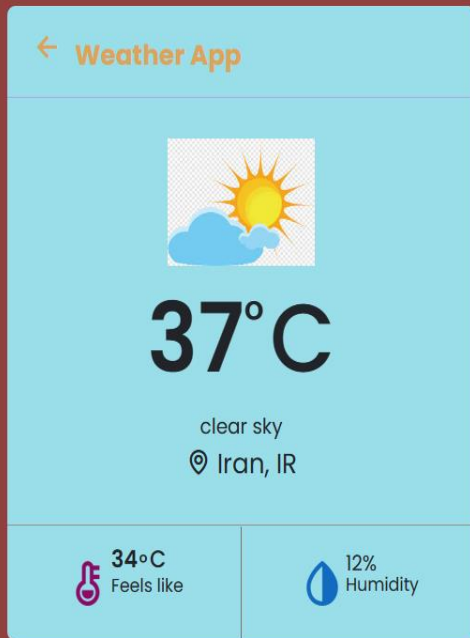 Weather App
37°C
clear sky
Iran, IR
34°C
Feels like
12%
Humidity